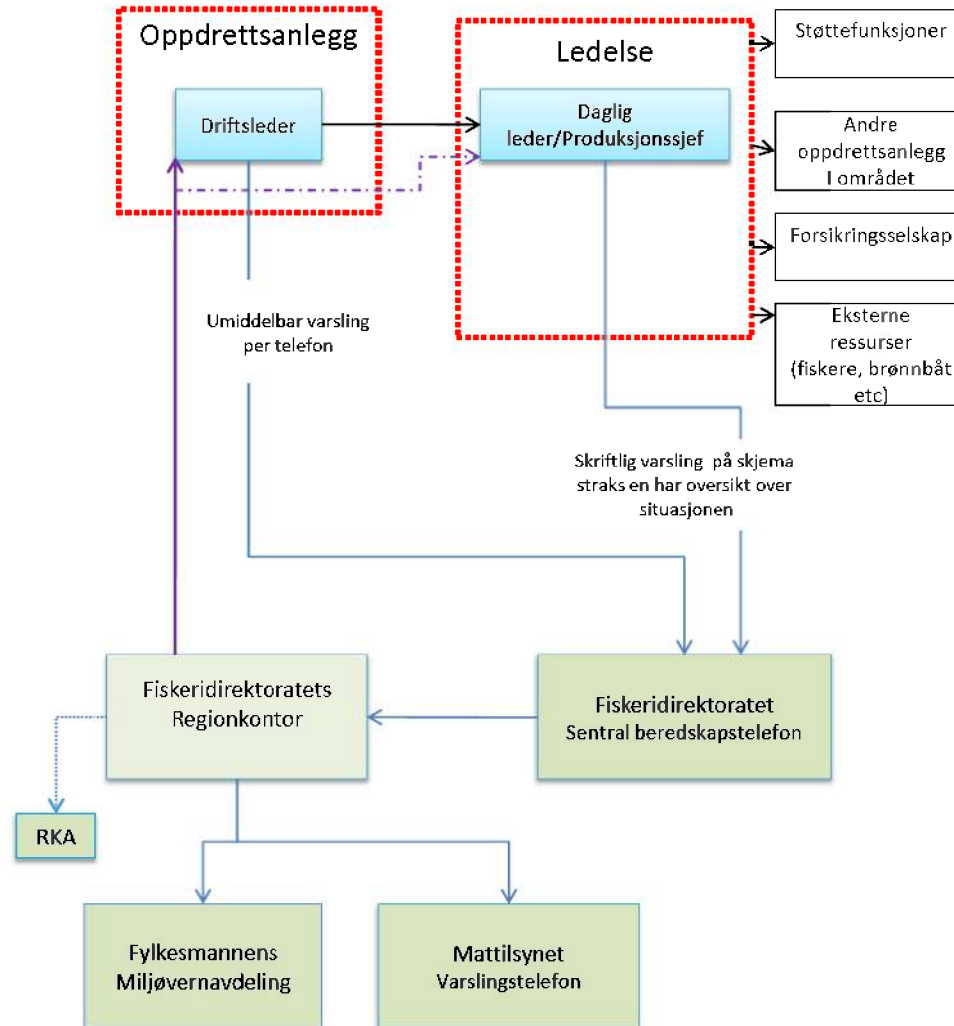 Oppdrettsanlegg
Driftsleder
Ledelse
Daglig
leder/Produksjonssjef
Støttefunksjoner
Andre
oppdrettsanlegg
I området
Forsikringsselskap
Eksterne
ressurser
(fiskere, brønnbåt
etc)
Umiddelbar varsling
per telefon
Skriftlig varsling på skjema
straks en har oversikt over
situasjonen
Fiskeridirektoratets
Regionkontor
Fiskeridirektoratet
Sentral beredskapstelefon
RKA
Fylkesmannens
Miljøvernavdeling
Mattilsynet
Varslingstelefon